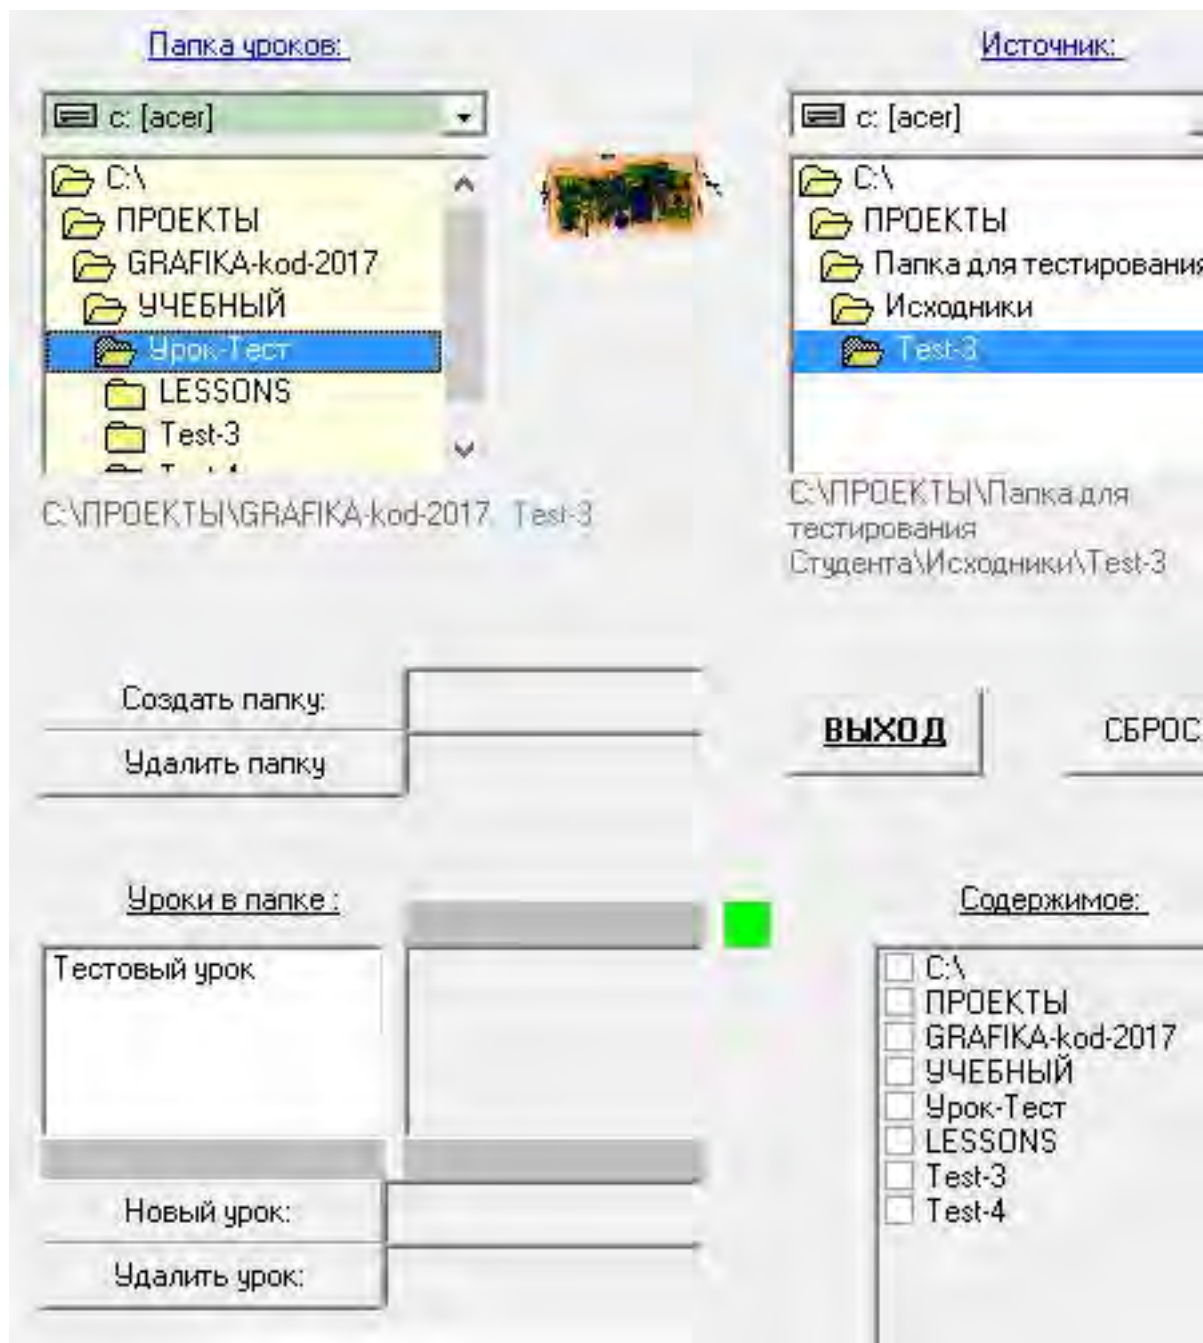 Папка уроков:
c: [acer]
C:\
ПРОЕКТЫ
GRAFIKA-kod-2017
УЧЕБНЫЙ
Урок-Тест
LESSONS
Test-3
C:\ПРОЕКТЫ\GRAFIKA-kod-2017. Test-3
Источник:
c: [acer]
C:\
ПРОЕКТЫ
Папка для тестирования
Исходники
Test-3
C:\ПРОЕКТЫ\Папка для
тестирования
Студента\Исходники\Test-3
Создать папку:
Удалить папку
ВЫХОД
СБРОС
Уроки в папке :
Тестовый урок
Новый урок:
Удалить урок:
Содержимое:
C:\
ПРОЕКТЫ
GRAFIKA-kod-2017
УЧЕБНЫЙ
Урок-Тест
LESSONS
Test-3
Test-4